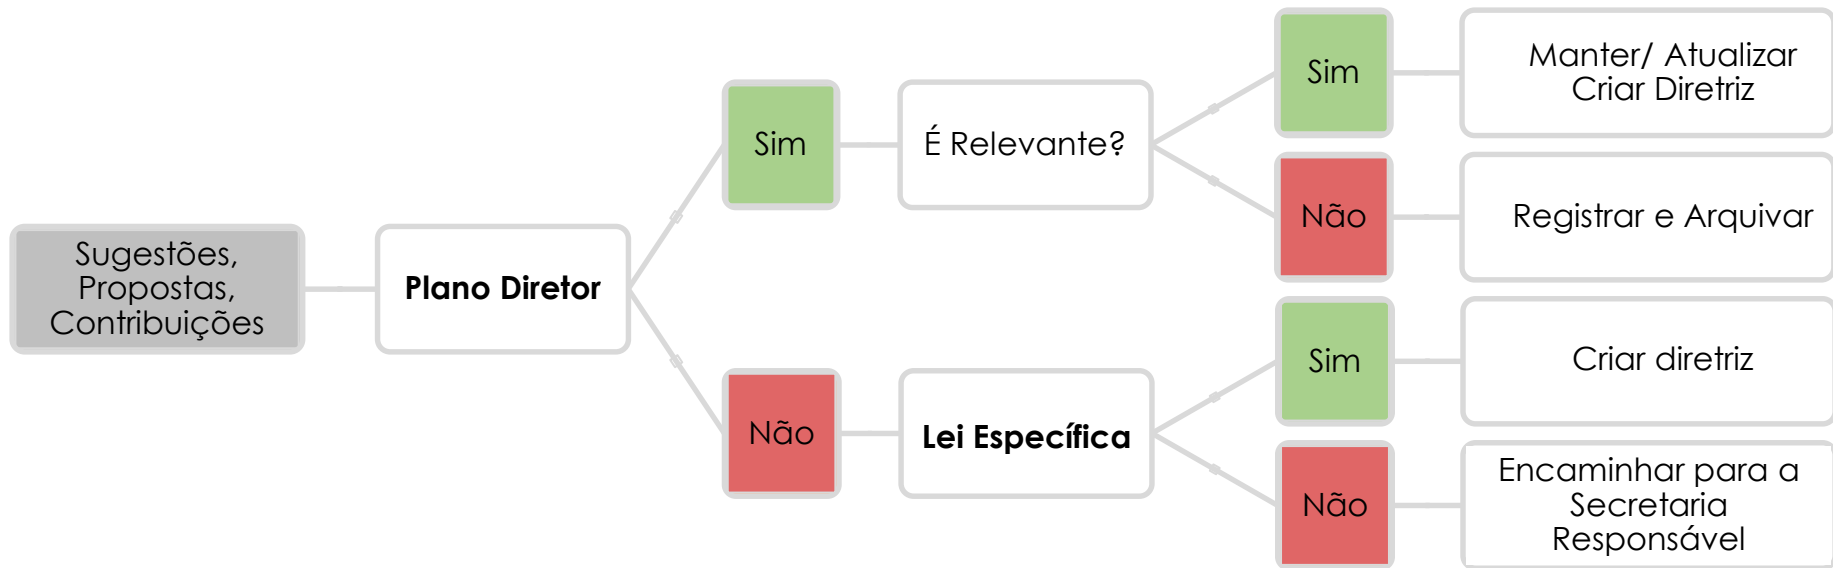 Sugestões,
Propostas,
Contribuições
Plano Diretor
Sim
É Relevante?
Sim
Manter/ Atualizar
Criar Diretriz
Não
Registrar e Arquivar
Não
Lei Específica
Sim
Criar diretriz
Não
Encaminhar para a
Secretaria
Responsável